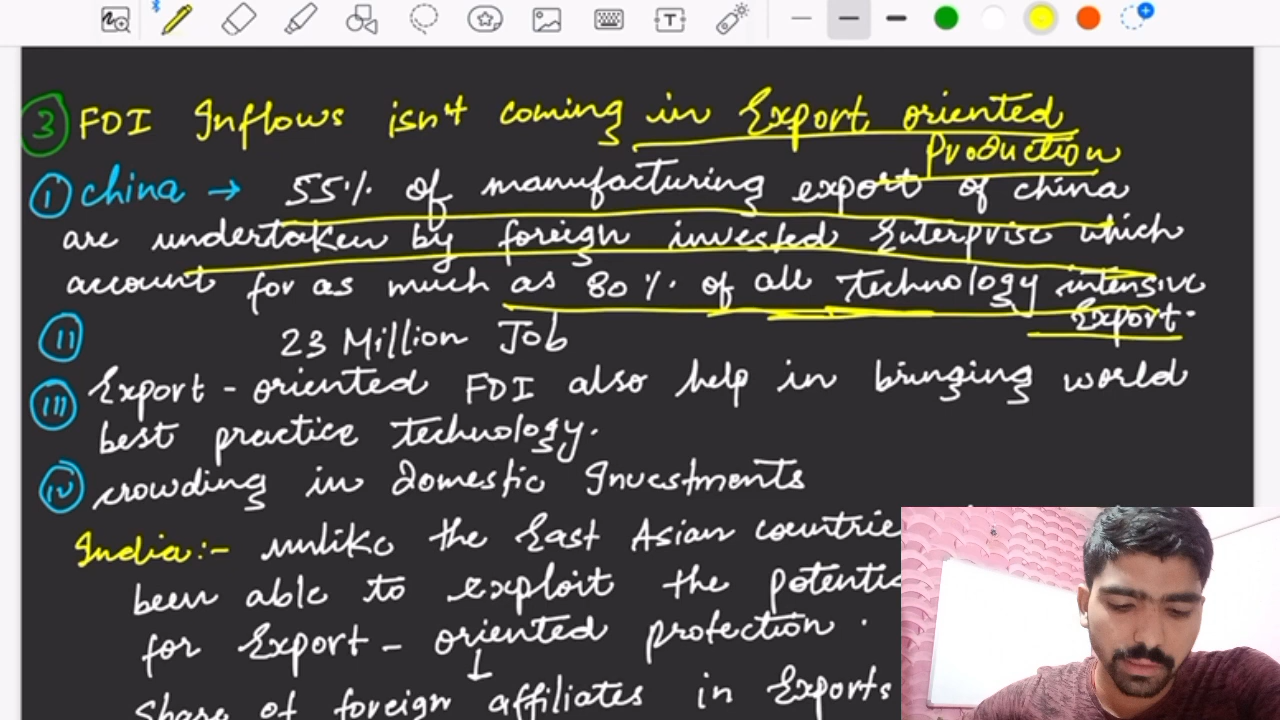 3 FDI Inflows isn't coming in Export oriented
Production
i China → 55% of manufacturing export of china
are undertaken by foreign invested Enterprise which
account for as much as 80% of all technology intensive
Export.
ii 23 Million Job
iii Export - oriented FDI also help in bringing world
best practice technology.
iv crowding in Domestic Investments
India:- unlike the East Asian
been able to exploit the
for Export - oriented protection.
↓
Share of foreign affiliates in Exports